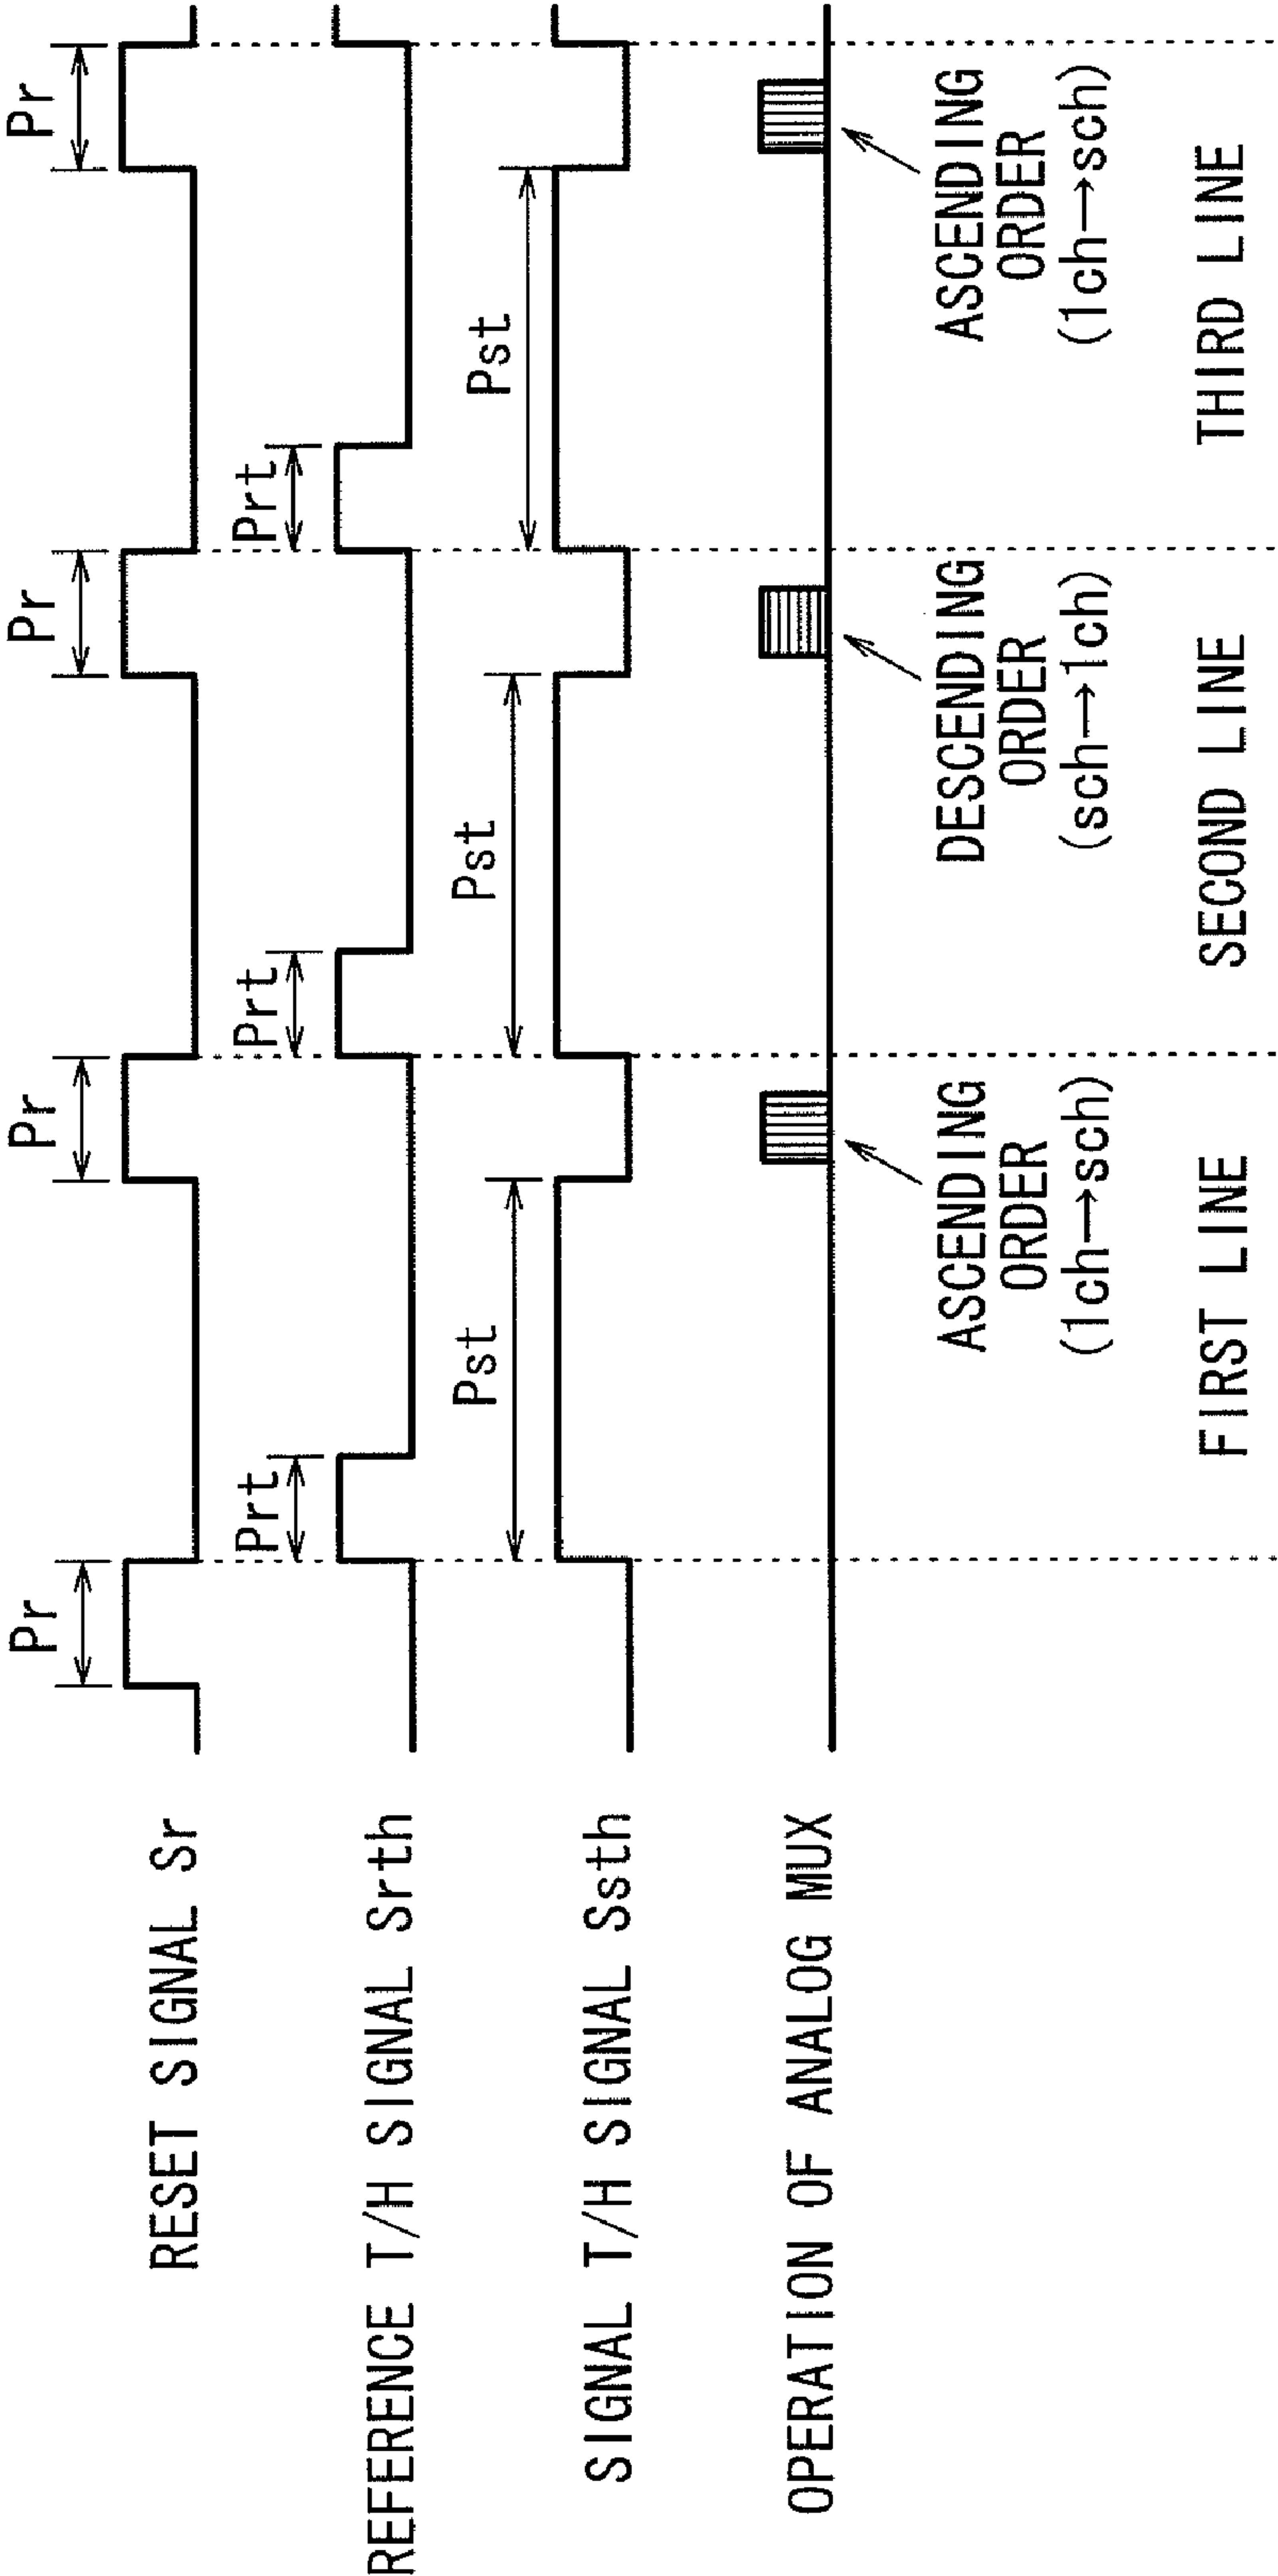 Pr
Pr
Pr
Pr
RESET SIGNAL Sr
Prt
Prt
Prt
REFERENCE T/H SIGNAL Srth
Pst
Pst
Pst
SIGNAL T/H SIGNAL Ssth
OPERATION OF ANALOG MUX
ASCENDING
ORDER
(1ch→sch)
DESCENDING
ORDER
(sch→1ch)
ASCENDING
ORDER
(1ch→sch)
FIRST LINE
SECOND LINE
THIRD LINE